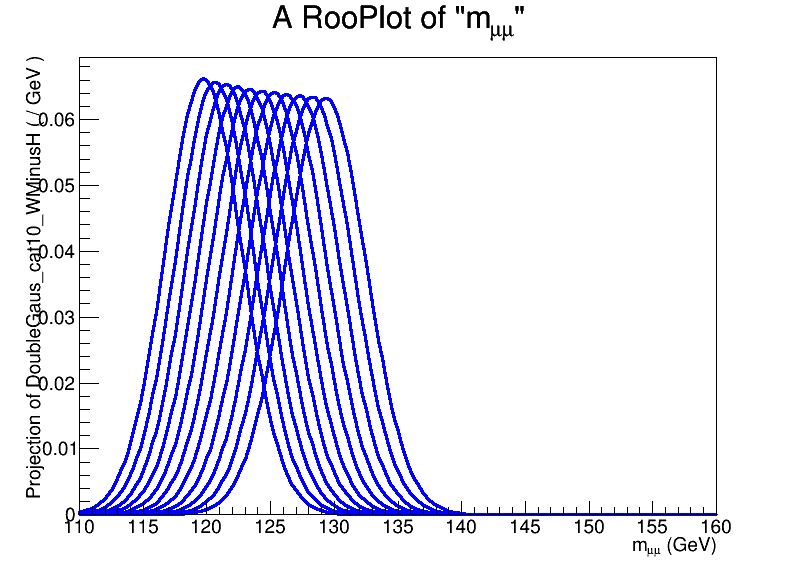 A RooPlot of "mμμ"
Projection of DoubleGaus_cat10_WMinusH ( / GeV )
0.06
0.05
0.04
0.03
0.02
0.01
0
110 115 120 125 130 135 140 145 150 155 160
mμμ (GeV)